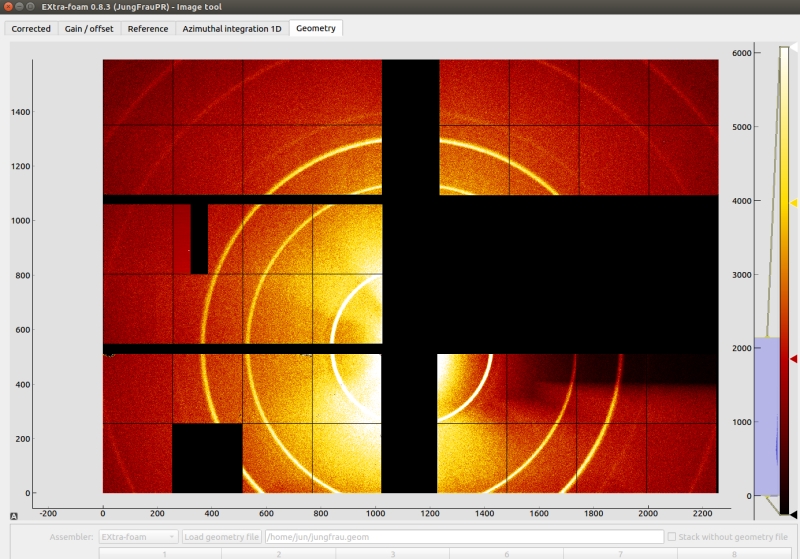 EXtra-foam 0.8.3 (JungFrauPR) - Image tool
Corrected Gain / offset Reference Azimuthal integration 1D Geometry
6000
1400
5000
1200
4000
1000
800
3000
600
2000
400
1000
200
0
0
-200 0 200 400 600 800 1000 1200 1400 1600 1800 2000 2200
A
Assembler: EXtra-foam Load geometry file /home/jun/jungfrau.geom Stack without geometry file
1 2 3 6 7 8